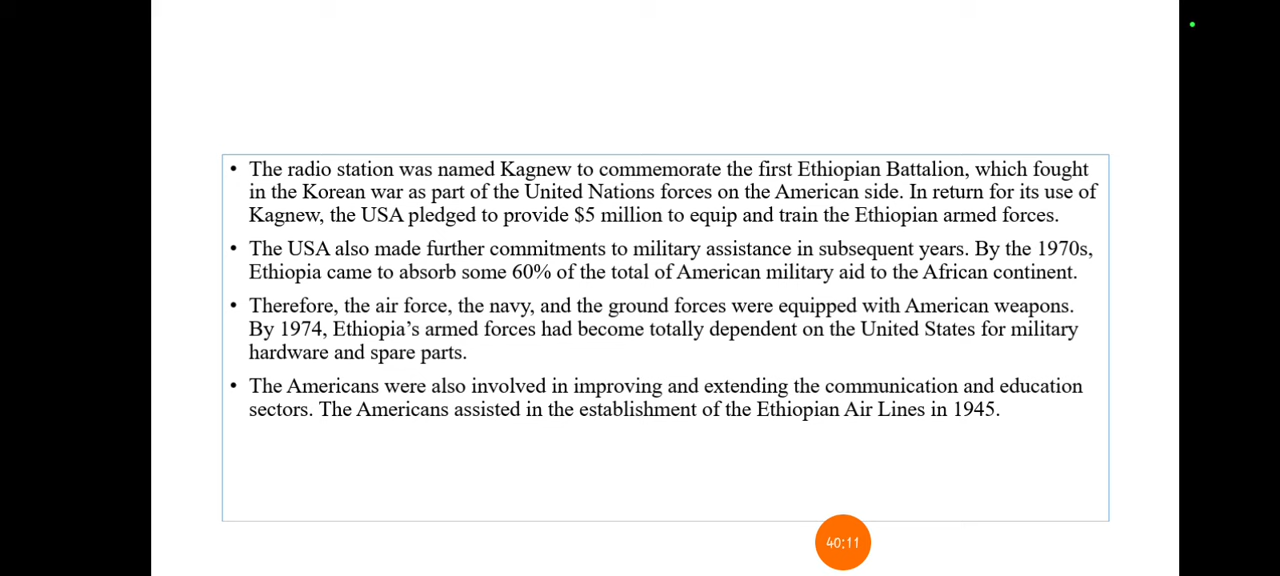 • The radio station was named Kagnew to commemorate the first Ethiopian Battalion, which fought
in the Korean war as part of the United Nations forces on the American side. In return for its use of
Kagnew, the USA pledged to provide $5 million to equip and train the Ethiopian armed forces.
• The USA also made further commitments to military assistance in subsequent years. By the 1970s,
Ethiopia came to absorb some 60% of the total of American military aid to the African continent.
• Therefore, the air force, the navy, and the ground forces were equipped with American weapons.
By 1974, Ethiopia’s armed forces had become totally dependent on the United States for military
hardware and spare parts.
• The Americans were also involved in improving and extending the communication and education
sectors. The Americans assisted in the establishment of the Ethiopian Air Lines in 1945.
40:11